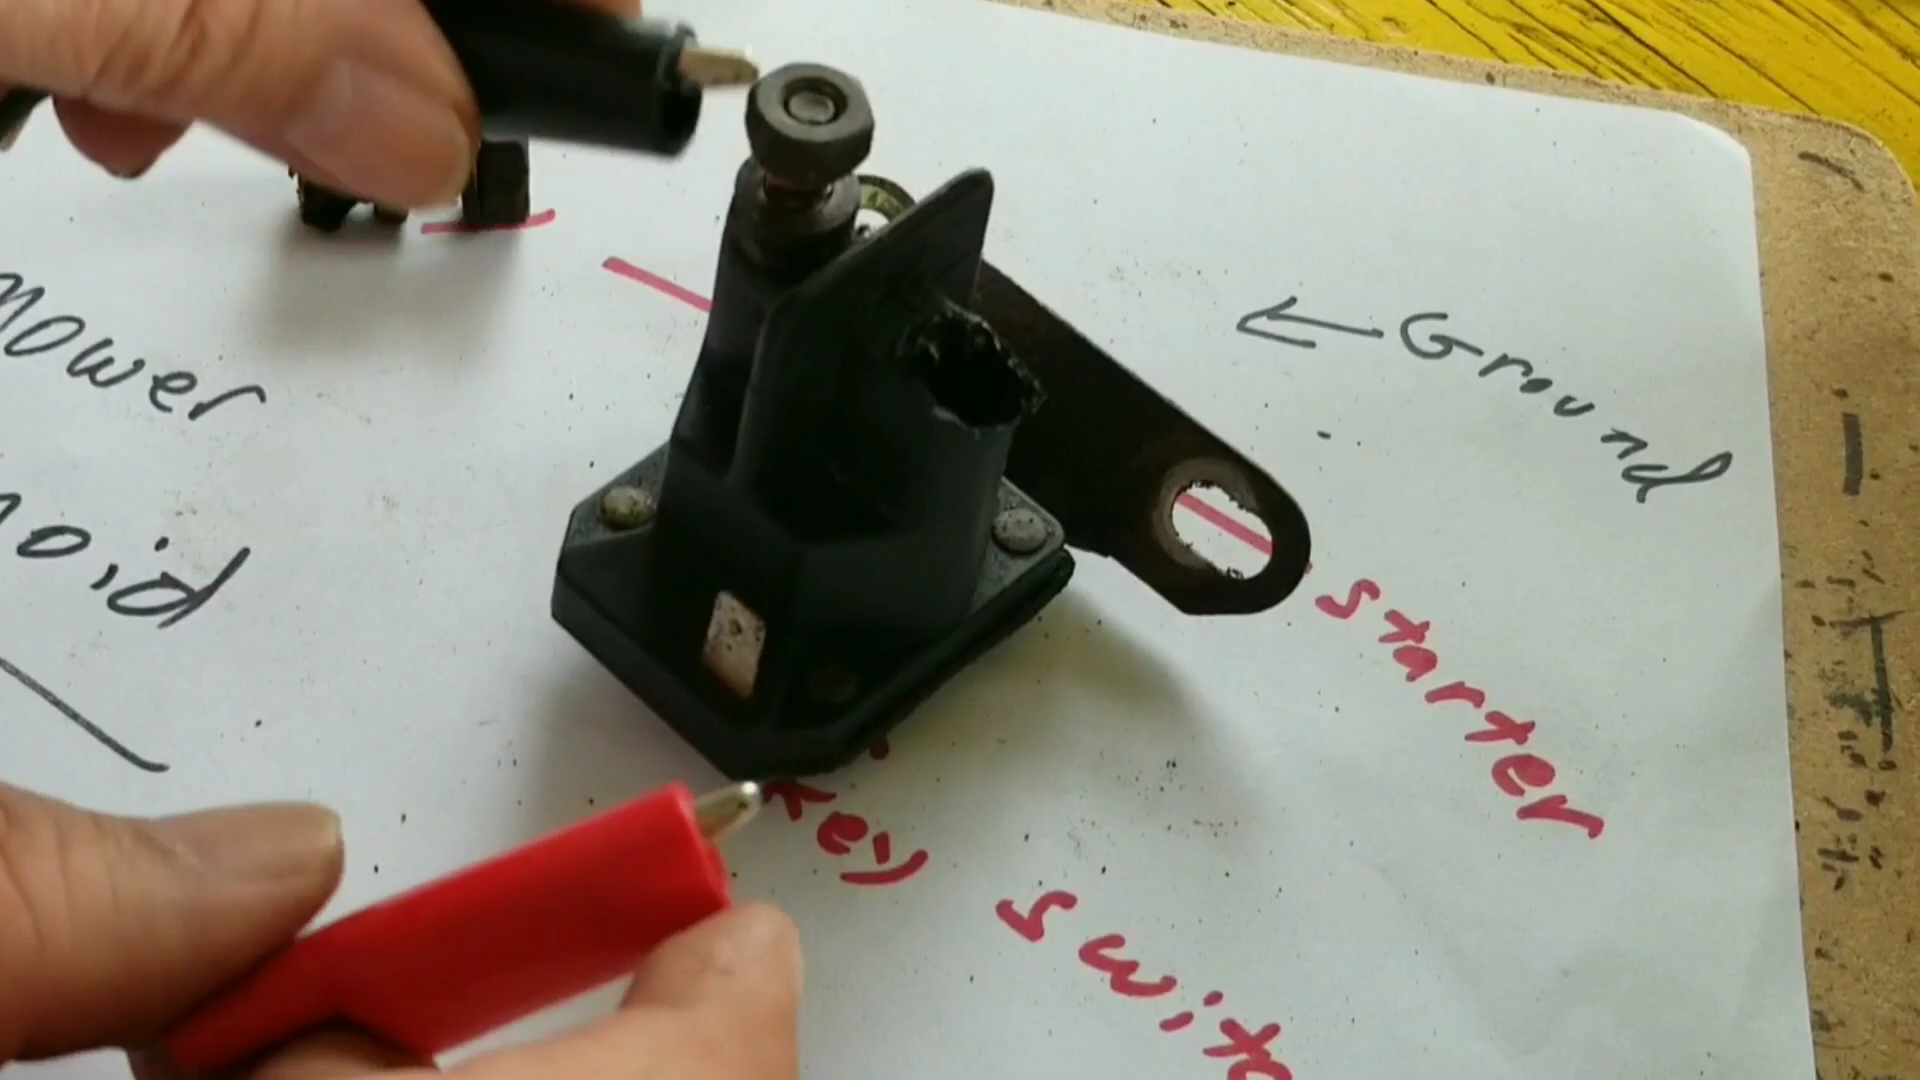 mower
noid
← Ground
starter
key switc